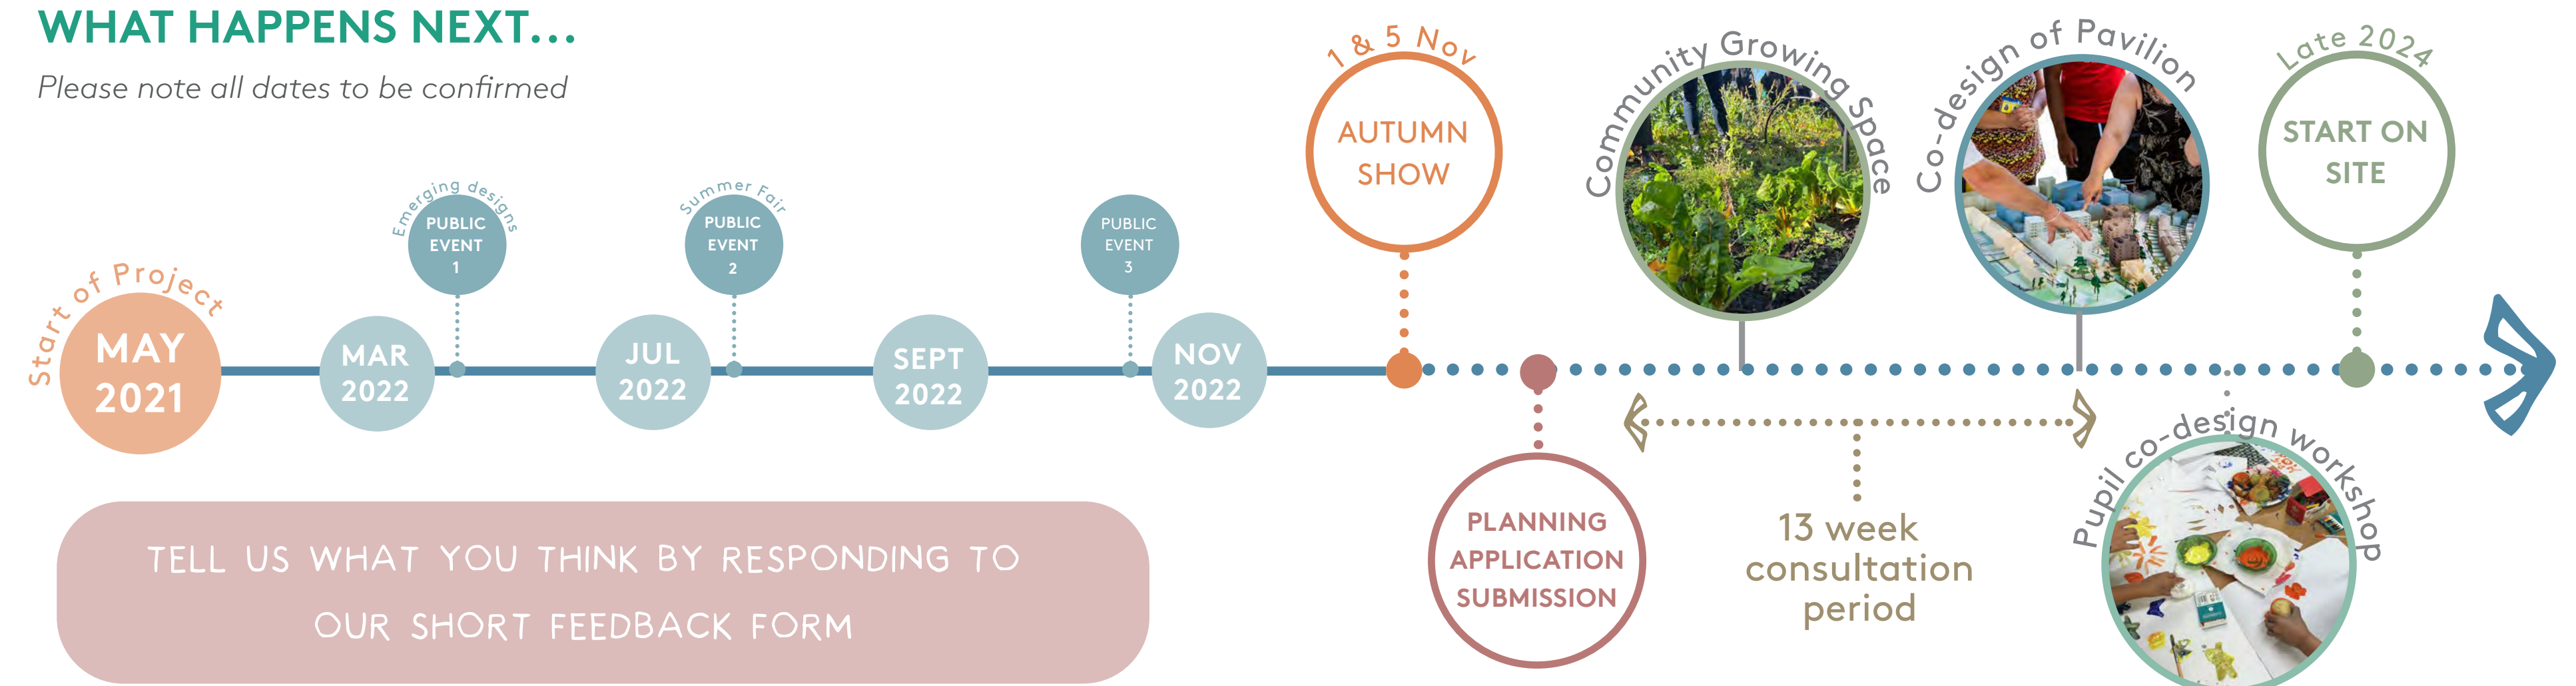 WHAT HAPPENS NEXT...
Please note all dates to be confirmed
Start of Project
MAY
2021
MAR
2022
Emerging designs
PUBLIC
EVENT
1
JUL
2022
Summer Fair
PUBLIC
EVENT
2
SEPT
2022
PUBLIC
EVENT
3
NOV
2022
1 & 5 Nov
AUTUMN
SHOW
PLANNING
APPLICATION
SUBMISSION
Community Growing Space
13 week
consultation
period
Co-design of Pavilion
Pupil co-design workshop
Late 2024
START ON
SITE
TELL US WHAT YOU THINK BY RESPONDING TO
OUR SHORT FEEDBACK FORM